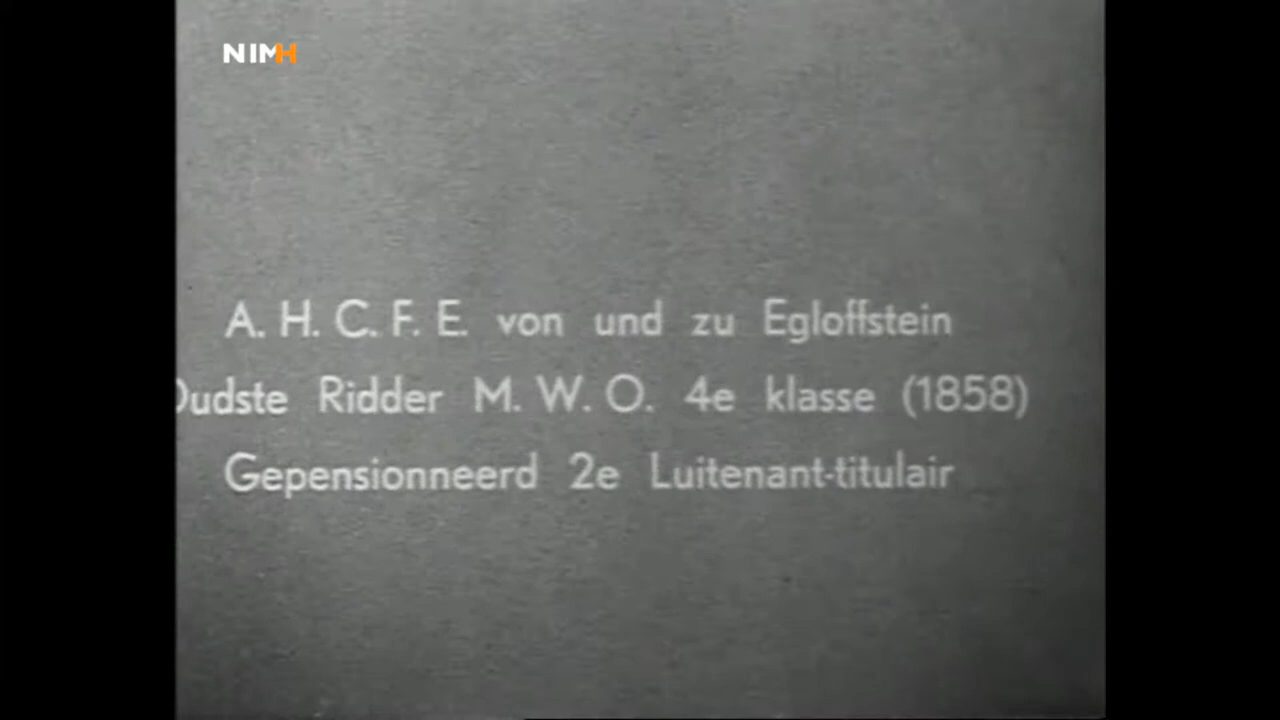 NIMH
A. H. C. F. E. von und zu Egloffstein
Oudste Ridder M. W. O. 4e klasse (1858)
Gepensionneerd 2e Luitenant-titulair